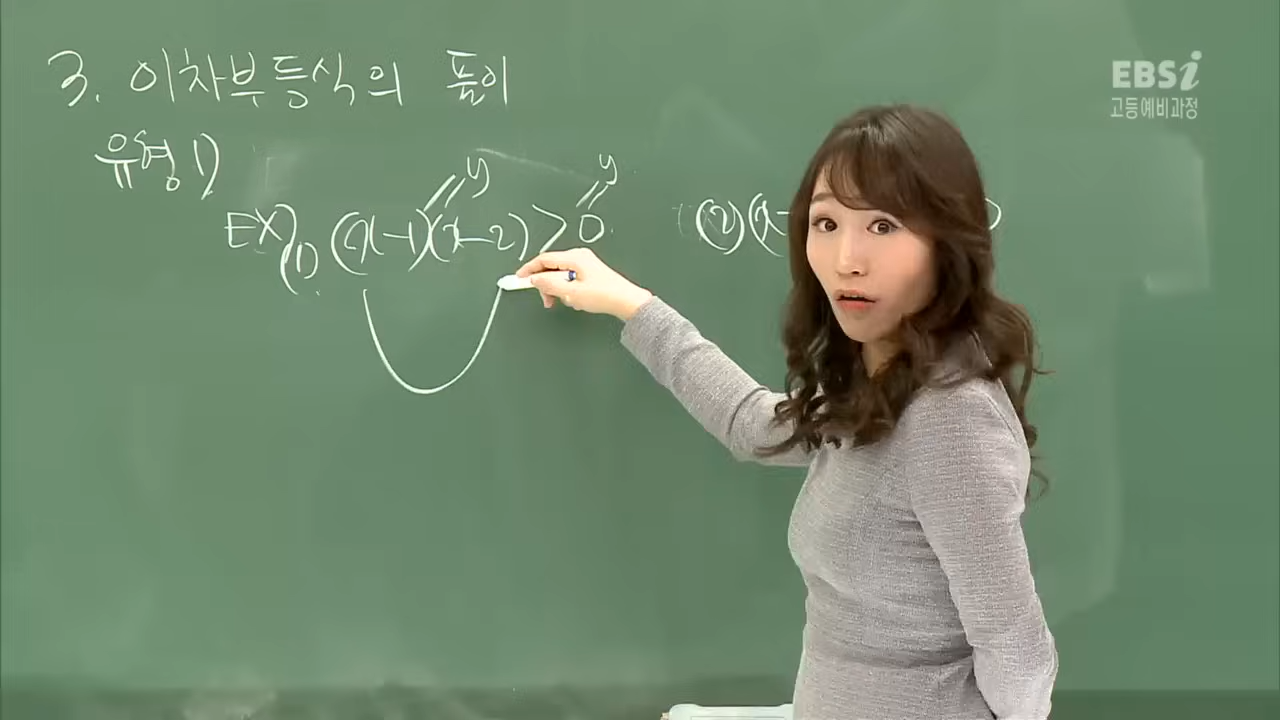 3. 이차부등식의 풀이
유형 1)
y y
EX) (1) (x-1)(x-2)>0 (2) (x-
EBSi
고등예비과정